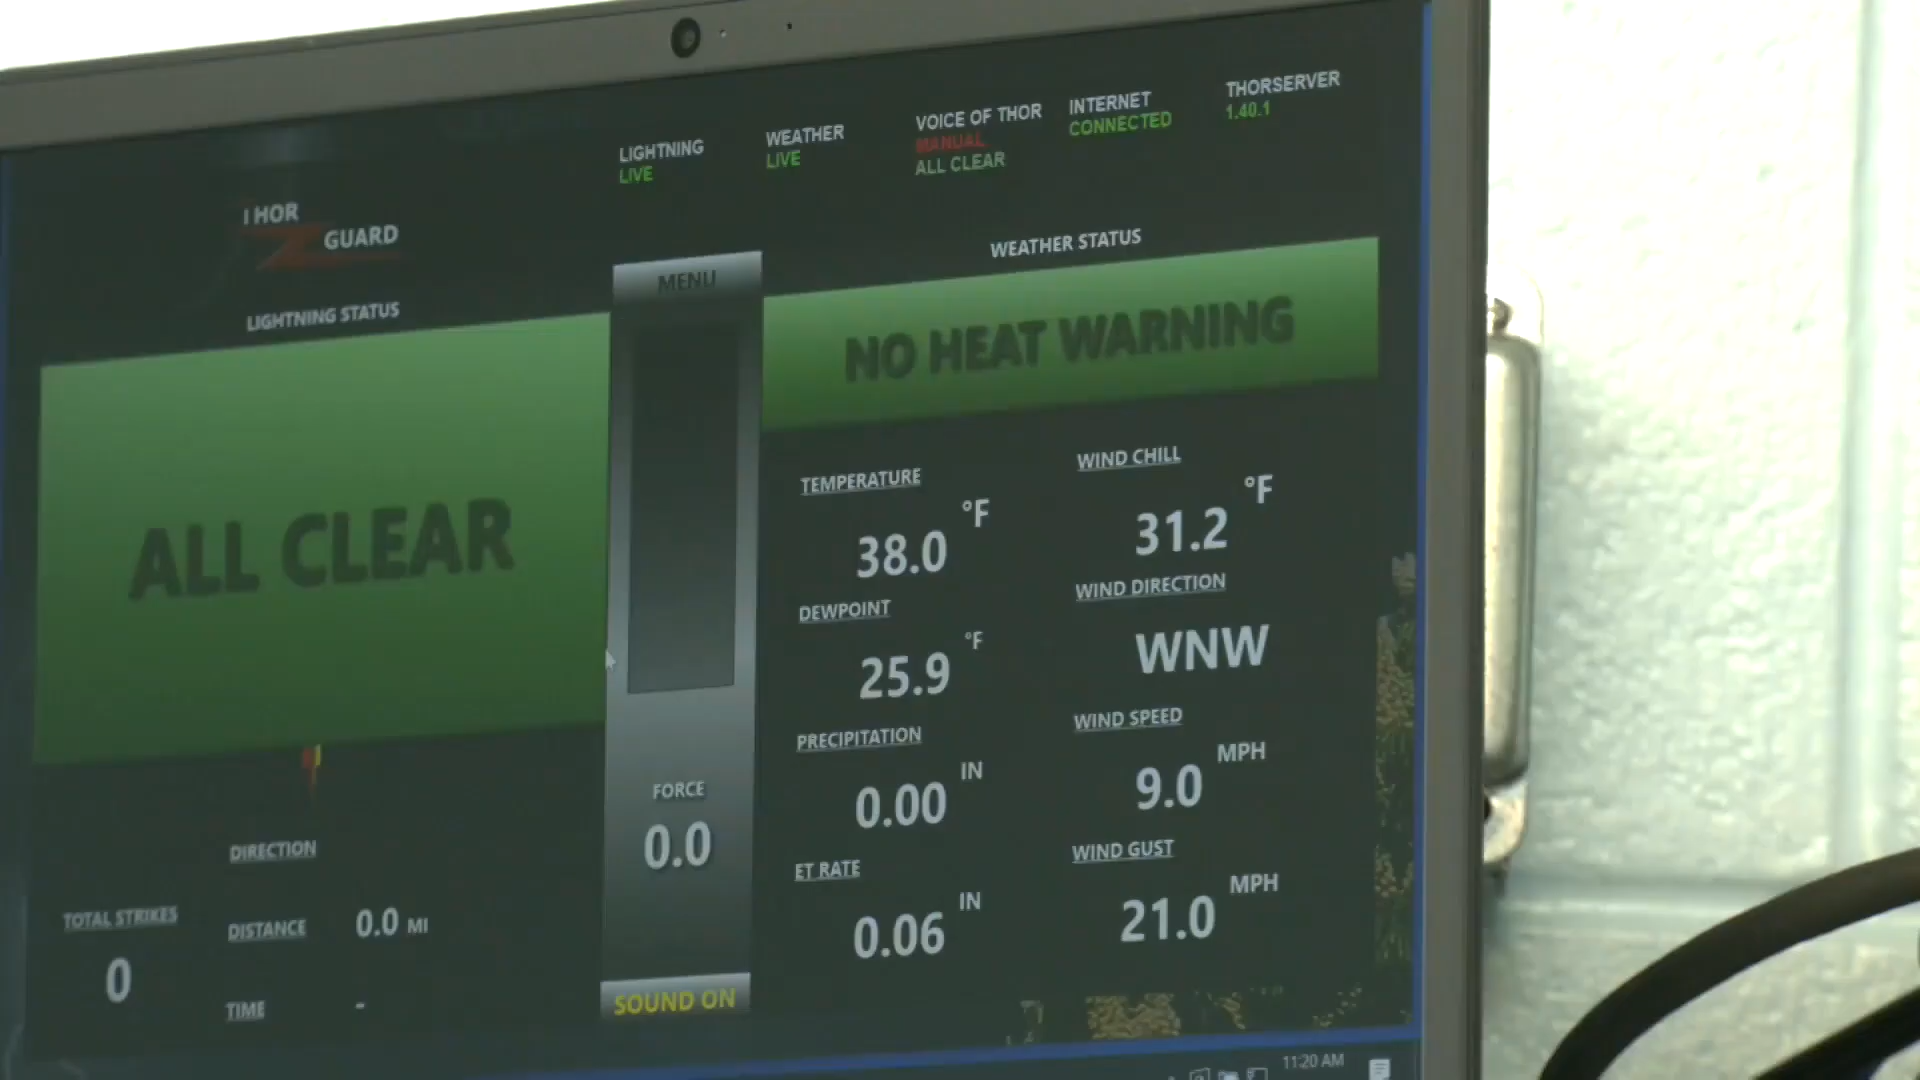 LIGHTNING
LIVE
WEATHER
LIVE
VOICE OF THOR
MANUAL
ALL CLEAR
INTERNET
CONNECTED
THORSERVER
1.40.1
THOR
GUARD
LIGHTNING STATUS
ALL CLEAR
MENU
WEATHER STATUS
NO HEAT WARNING
TEMPERATURE
38.0 °F
WIND CHILL
31.2 °F
DEWPOINT
25.9 °F
WIND DIRECTION
WNW
PRECIPITATION
0.00 IN
WIND SPEED
9.0 MPH
ET RATE
0.06 IN
WIND GUST
21.0 MPH
FORCE
0.0
DIRECTION
TOTAL STRIKES
0
DISTANCE 0.0 MI
TIME -
SOUND ON
11:20 AM